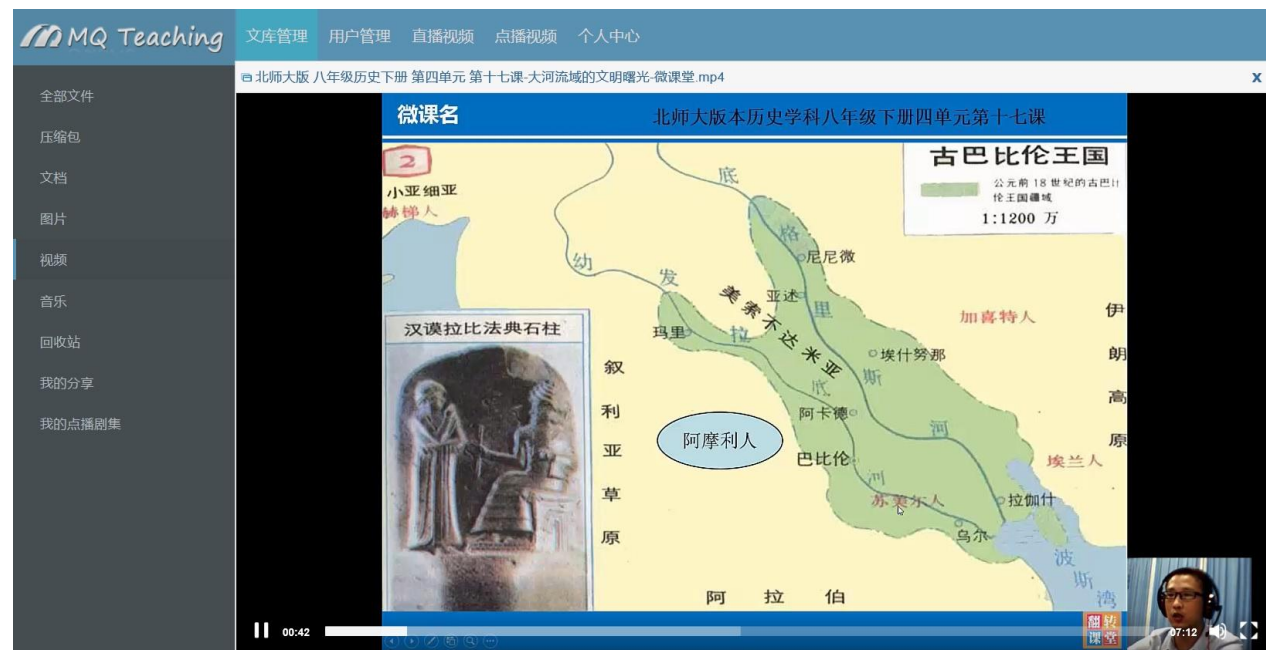 MQ Teaching
文库管理 用户管理 直播视频 点播视频 个人中心
北师大版 八年级历史下册 第四单元 第十七课-大河流域的文明曙光-微课堂.mp4
X
全部文件
压缩包
文档
图片
视频
音乐
回收站
我的分享
我的点播剧集
微课名
北师大版本历史学科八年级下册四单元第十七课
2
小亚细亚
赫梯人
古巴比伦王国
公元前18世纪的古巴比
伦王国疆域
1:1200 万
底格里斯河
幼发拉底河
美索不达米亚
尼尼微
亚述
玛里
埃什努那
阿卡德
巴比伦
苏美尔人
拉伽什
乌尔
加喜特人
埃兰人
伊朗高原
叙利亚草原
阿摩利人
阿拉伯
波斯湾
汉谟拉比法典石柱
翻转
课堂
00:42
07:12